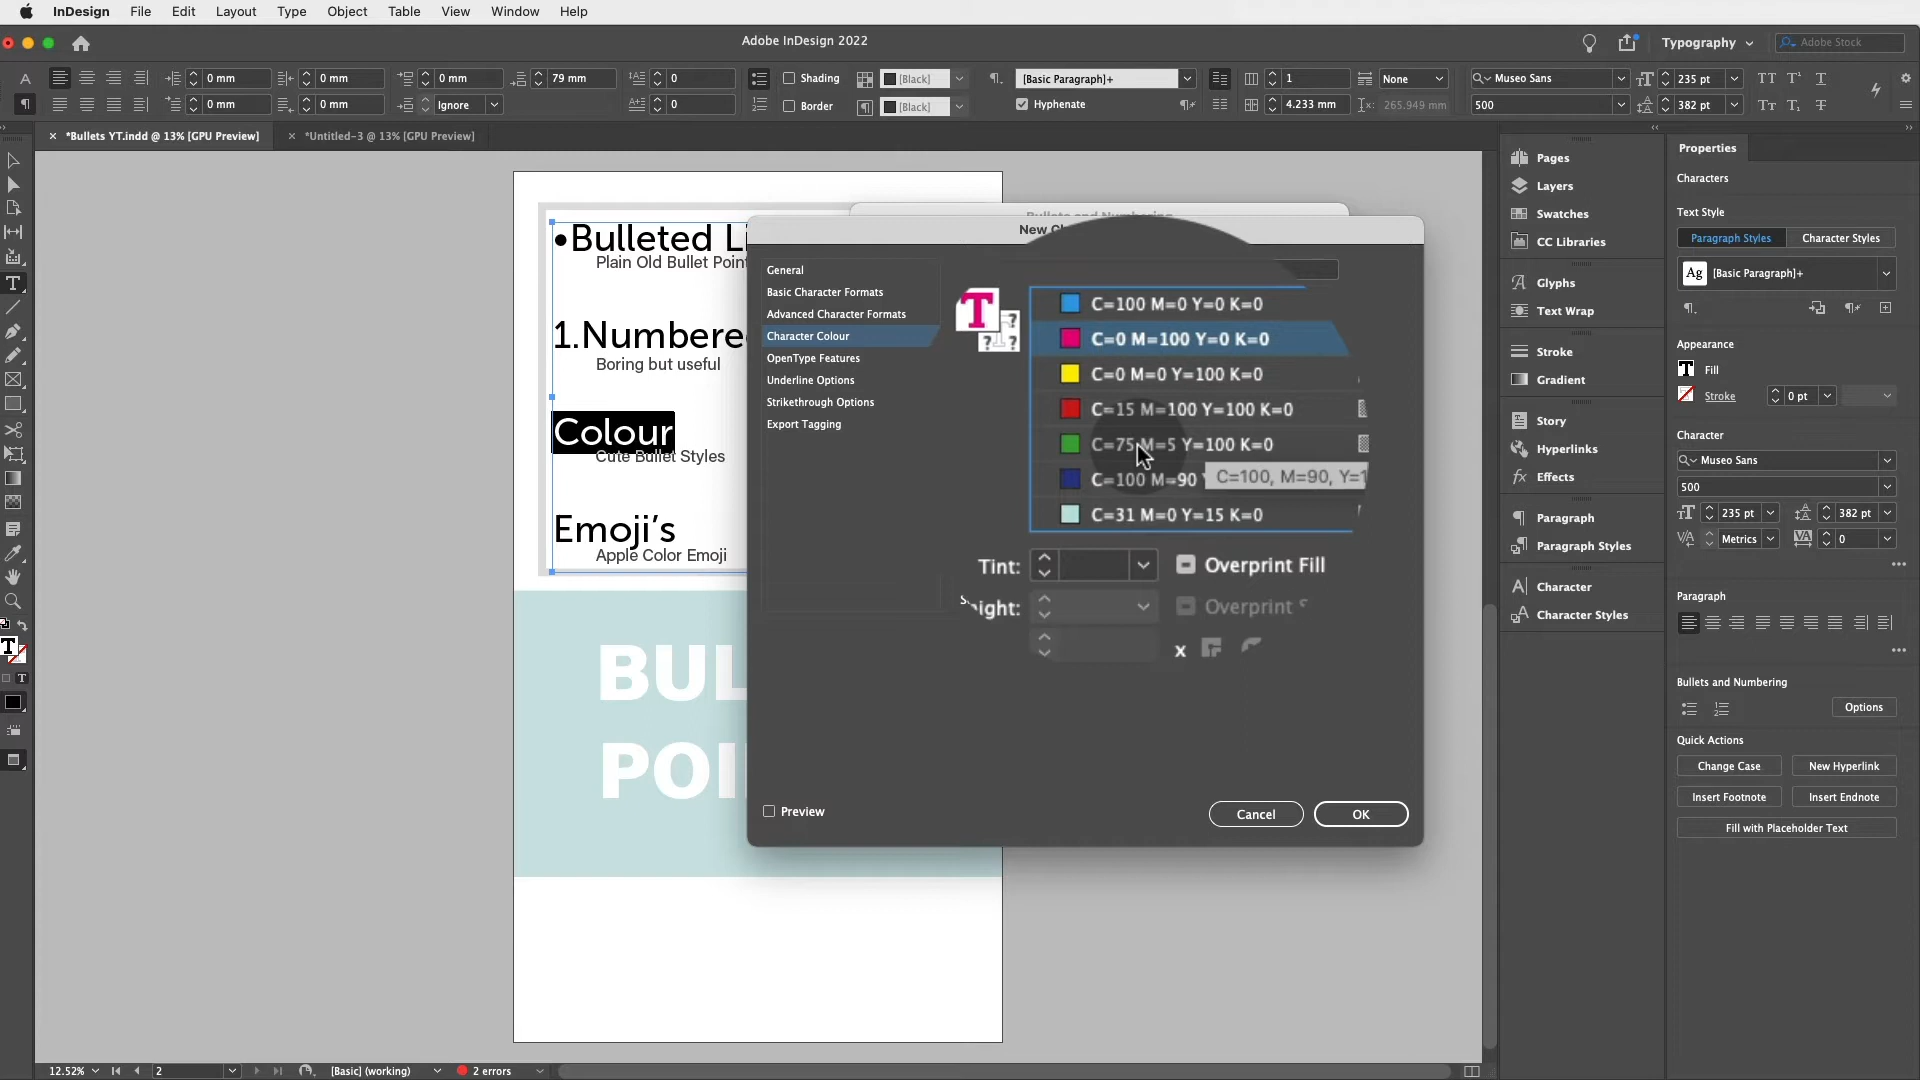 InDesign File Edit Layout Type Object Table View Window Help
Adobe InDesign 2022
Typography
Adobe Stock
0 mm 0 mm 0 mm 79 mm 0 Shading [Black] [Basic Paragraph]+ 1 None Museo Sans 235 pt
0 mm 0 mm Ignore 0 Border [Black] Hyphenate 4.233 mm 265.949 mm 500 382 pt
*Bullets YT.indd @ 13% [GPU Preview] *Untitled-3 @ 13% [GPU Preview]
•Bulleted Li
Plain Old Bullet Point
1.Numbere
Boring but useful
Colour
Cute Bullet Styles
Emoji’s
Apple Color Emoji
BUL
POI
Bullets and Numbering
New C
General
Basic Character Formats
Advanced Character Formats
Character Colour
OpenType Features
Underline Options
Strikethrough Options
Export Tagging
C=100 M=0 Y=0 K=0
C=0 M=100 Y=0 K=0
C=0 M=0 Y=100 K=0
C=15 M=100 Y=100 K=0
C=75 M=5 Y=100 K=0
C=100 M=90
C=100, M=90, Y=1
C=31 M=0 Y=15 K=0
Tint:
Overprint Fill
ight:
Overprint S
x
Preview
Cancel
OK
Pages
Layers
Swatches
CC Libraries
Glyphs
Text Wrap
Stroke
Gradient
Story
Hyperlinks
Effects
Paragraph
Paragraph Styles
Character
Character Styles
Properties
Characters
Text Style
Paragraph Styles Character Styles
Ag [Basic Paragraph]+
Appearance
Fill
Stroke 0 pt
Character
Museo Sans
500
235 pt 382 pt
Metrics 0
Paragraph
Bullets and Numbering
Options
Quick Actions
Change Case New Hyperlink
Insert Footnote Insert Endnote
Fill with Placeholder Text
12.52% 2 [Basic] (working) 2 errors